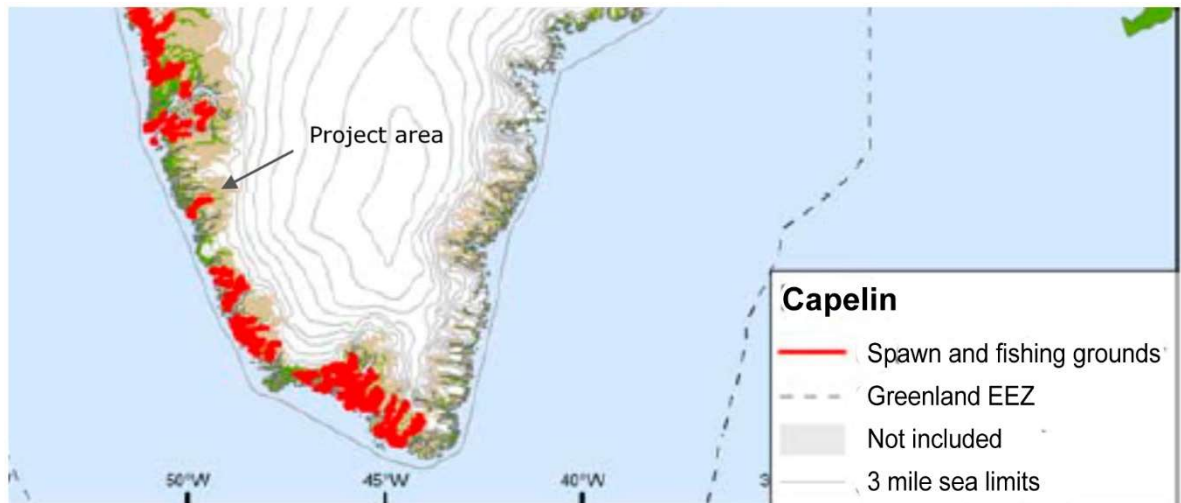 Project area
Capelin
Spawn and fishing grounds
Greenland EEZ
Not included
3 mile sea limits
50°W
45°W
40°W